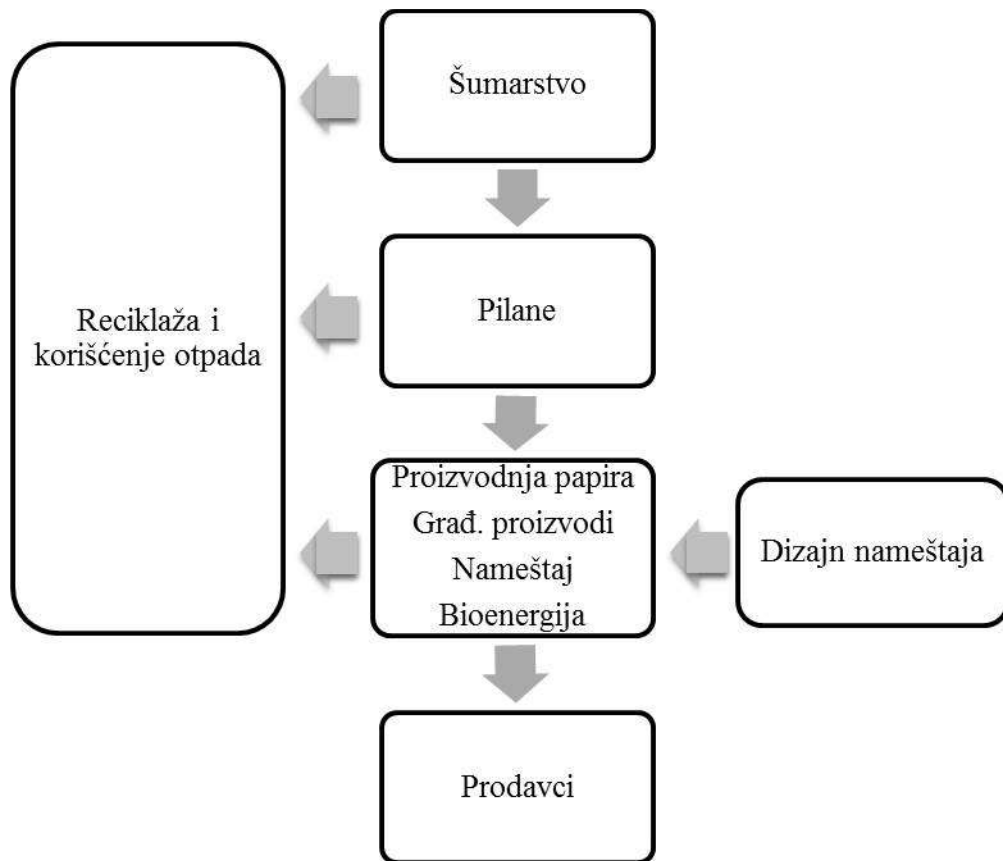 Šumarstvo
Pilane
Reciklaža i
korišćenje otpada
Proizvodnja papira
Građ. proizvodi
Nameštaj
Bioenergija
Dizajn nameštaja
Prodavci